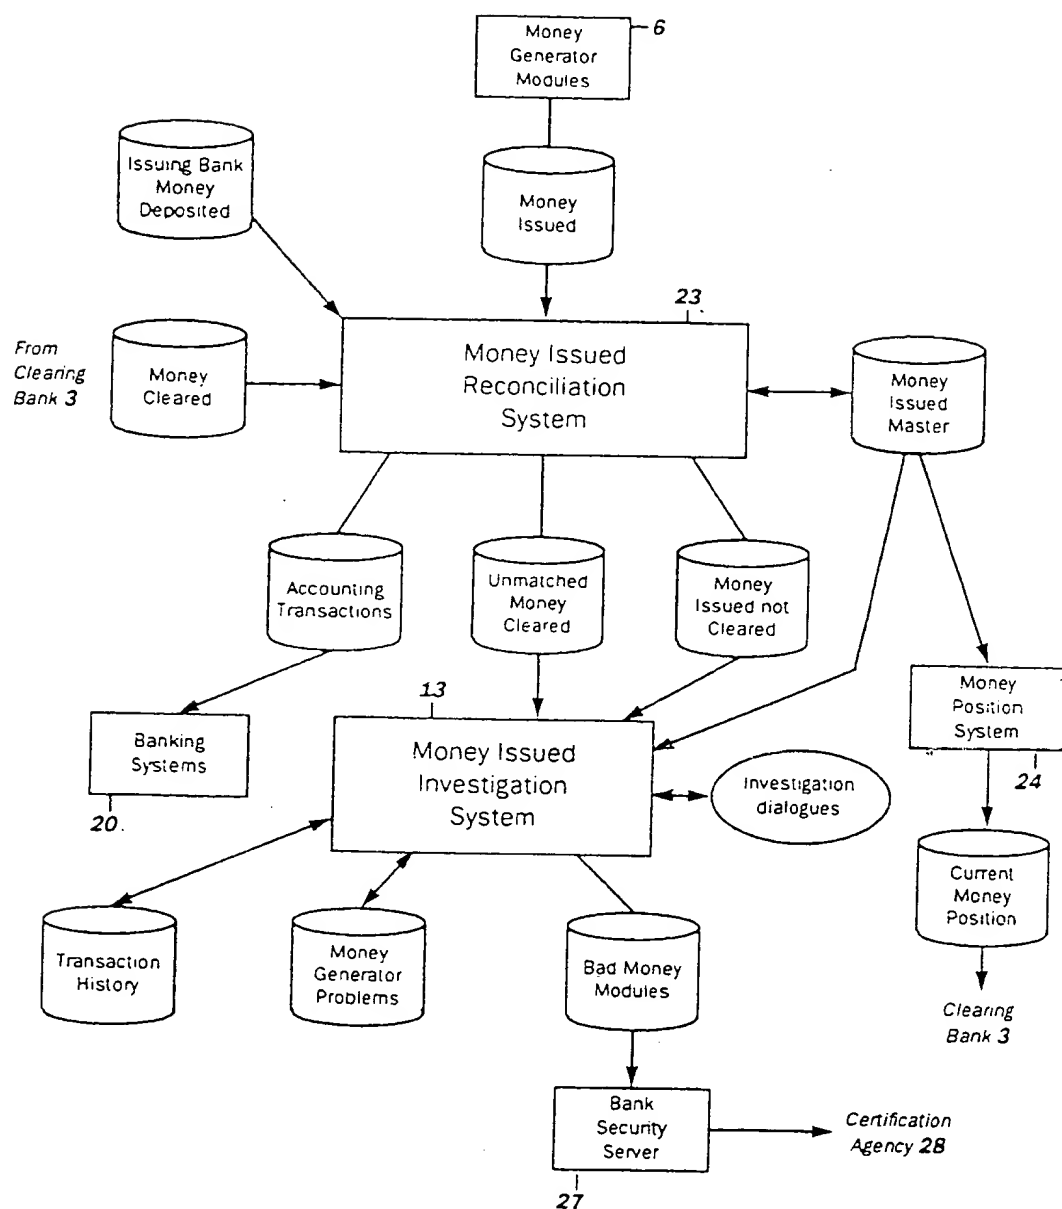 Money
Generator
Modules
6
Issuing Bank
Money
Deposited
Money
Issued
23
From
Clearing
Bank 3
Money
Cleared
Money Issued
Reconciliation
System
Money
Issued
Master
Accounting
Transactions
Unmatched
Money
Cleared
Money
Issued not
Cleared
13
Banking
Systems
20
Money Issued
Investigation
System
Investigation
dialogues
Money
Position
System
24
Transaction
History
Money
Generator
Problems
Bad Money
Modules
Current
Money
Position
Clearing
Bank 3
Bank
Security
Server
27
Certification
Agency 28